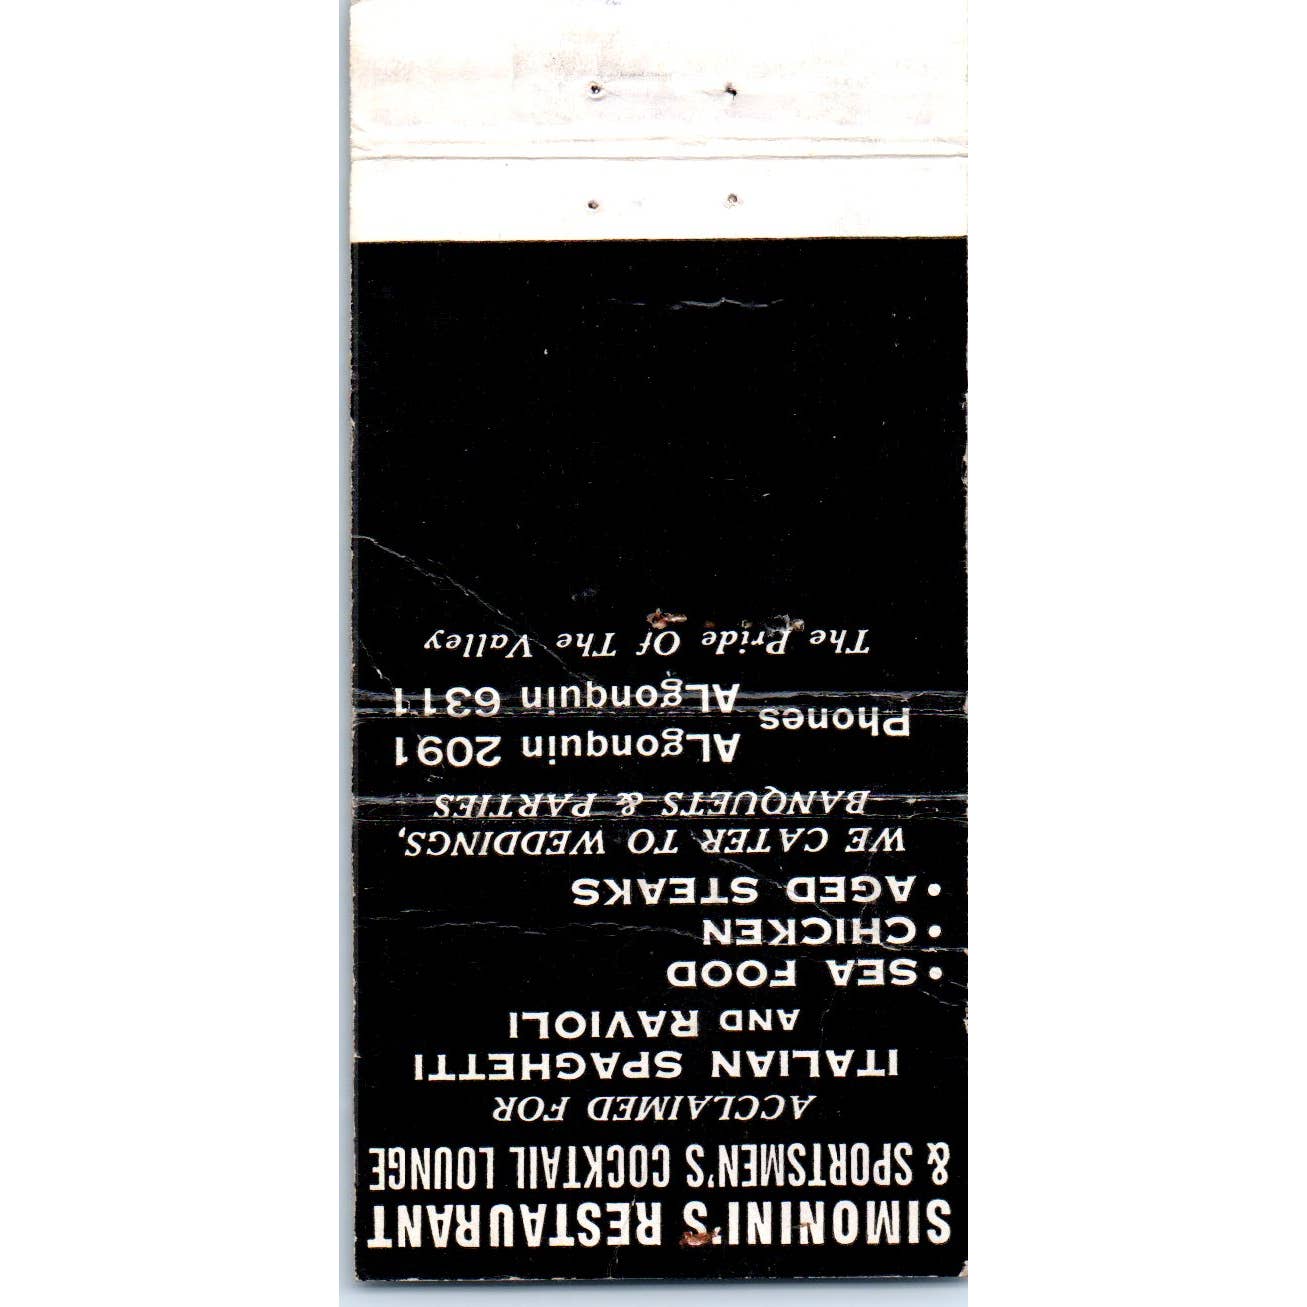 SIMONINI'S RESTAURANT
& SPORTSMEN'S COCKTAIL LOUNGE
ACCLAIMED FOR
ITALIAN SPAGHETTI
AND RAVIOLI
• SEA FOOD
• CHICKEN
• AGED STEAKS
WE CATER TO WEDDINGS,
BANQUETS & PARTIES
Phones ALgonquin 2091
ALgonquin 6311
The Pride Of The Valley